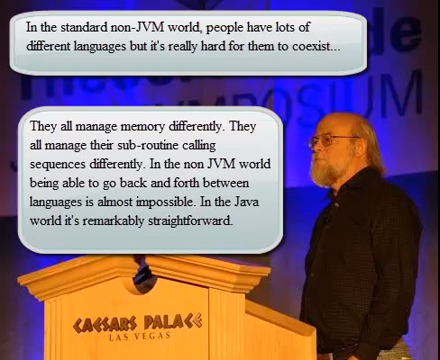 In the standard non-JVM world, people have lots of
different languages but it's really hard for them to coexist...
They all manage memory differently. They
all manage their sub-routine calling
sequences differently. In the non JVM world
being able to go back and forth between
languages is almost impossible. In the Java
world it's remarkably straightforward.
SYMPOSIUM
CAESARS PALACE
LAS VEGAS